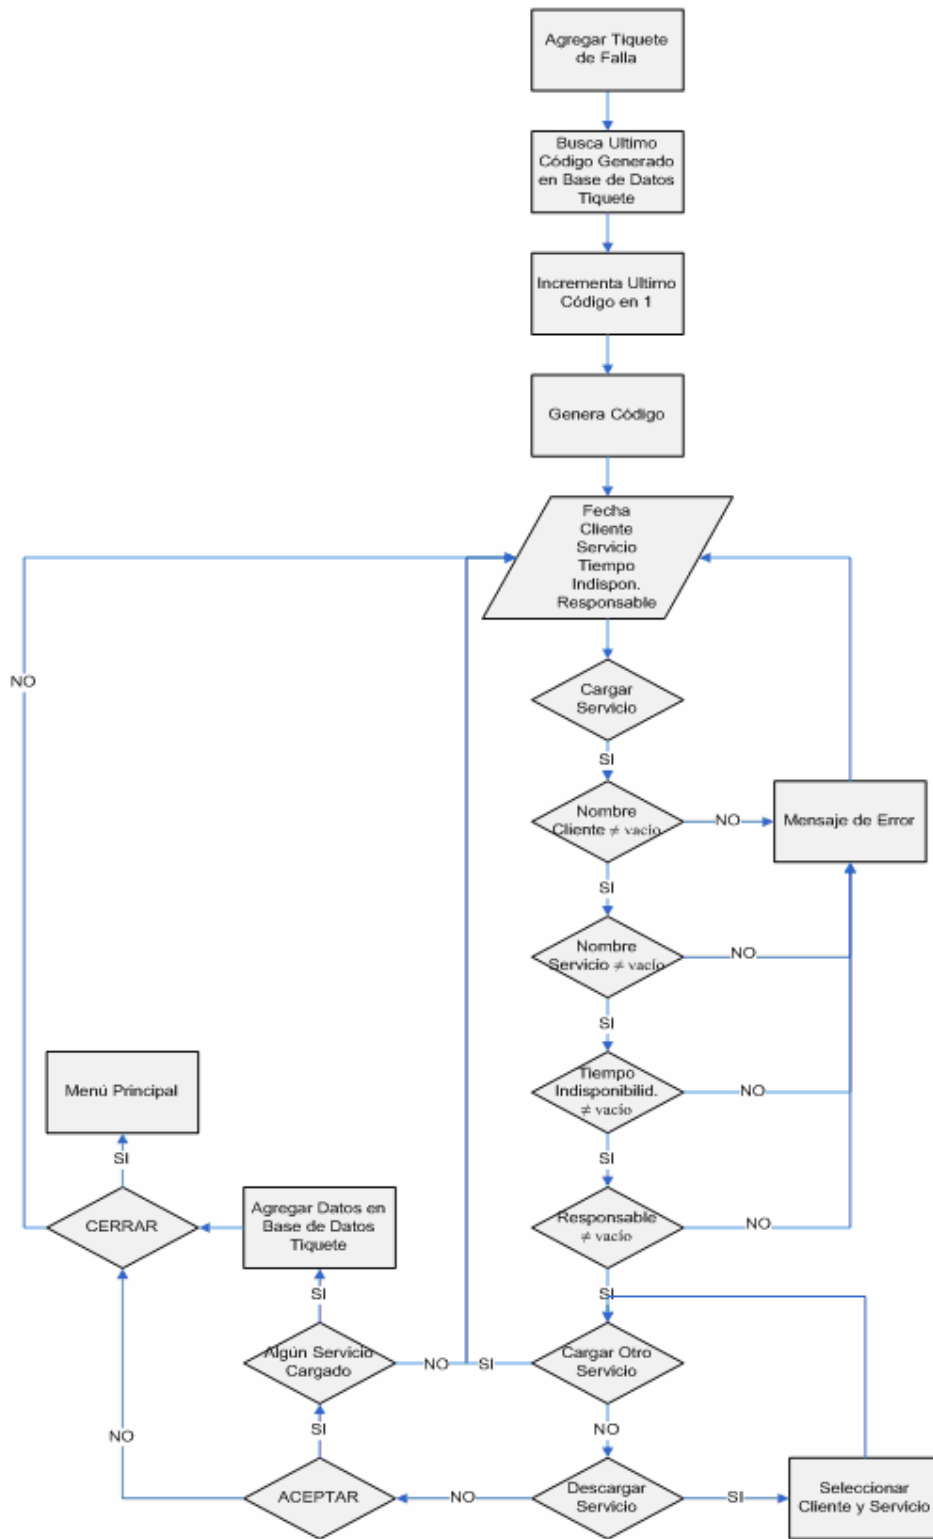 Agregar Tiquete
de Falla
Busca Ultimo
Código Generado
en Base de Datos
Tiquete
Incrementa Ultimo
Código en 1
Genera Código
Fecha
Cliente
Servicio
Tiempo
Indispon.
Responsable
NO
Cargar
Servicio
SI
Nombre
Cliente ≠ vacío
NO
Mensaje de Error
SI
Nombre
Servicio ≠ vacío
NO
SI
Tiempo
Indisponibilid.
≠ vacío
NO
Menú Principal
SI
SI
CERRAR
Agregar Datos en
Base de Datos
Tiquete
Responsable
≠ vacío
NO
SI
SI
Algún Servicio
Cargado
NO
SI
Cargar Otro
Servicio
NO
SI
NO
ACEPTAR
NO
Descargar
Servicio
SI
Seleccionar
Cliente y Servicio